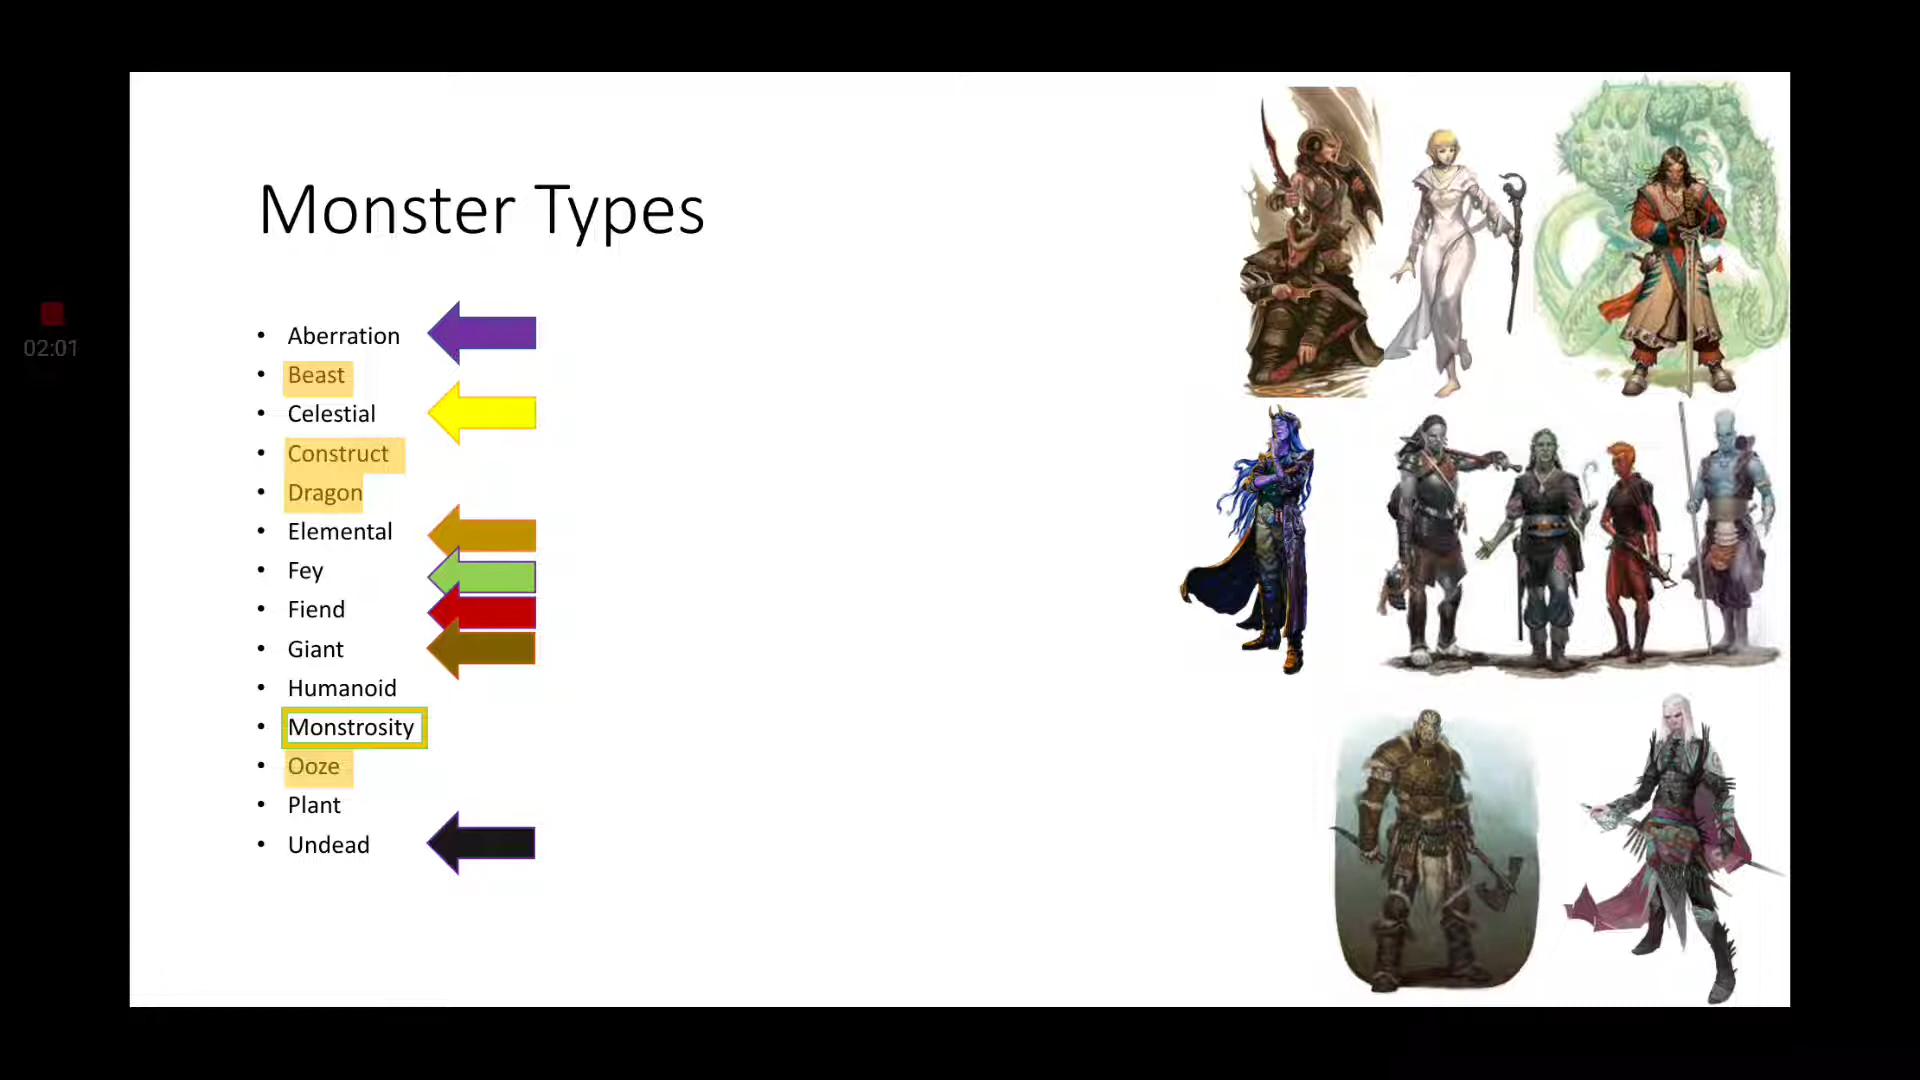 Monster Types
• Aberration
• Beast
• Celestial
• Construct
• Dragon
• Elemental
• Fey
• Fiend
• Giant
• Humanoid
• Monstrosity
• Ooze
• Plant
• Undead
02:01